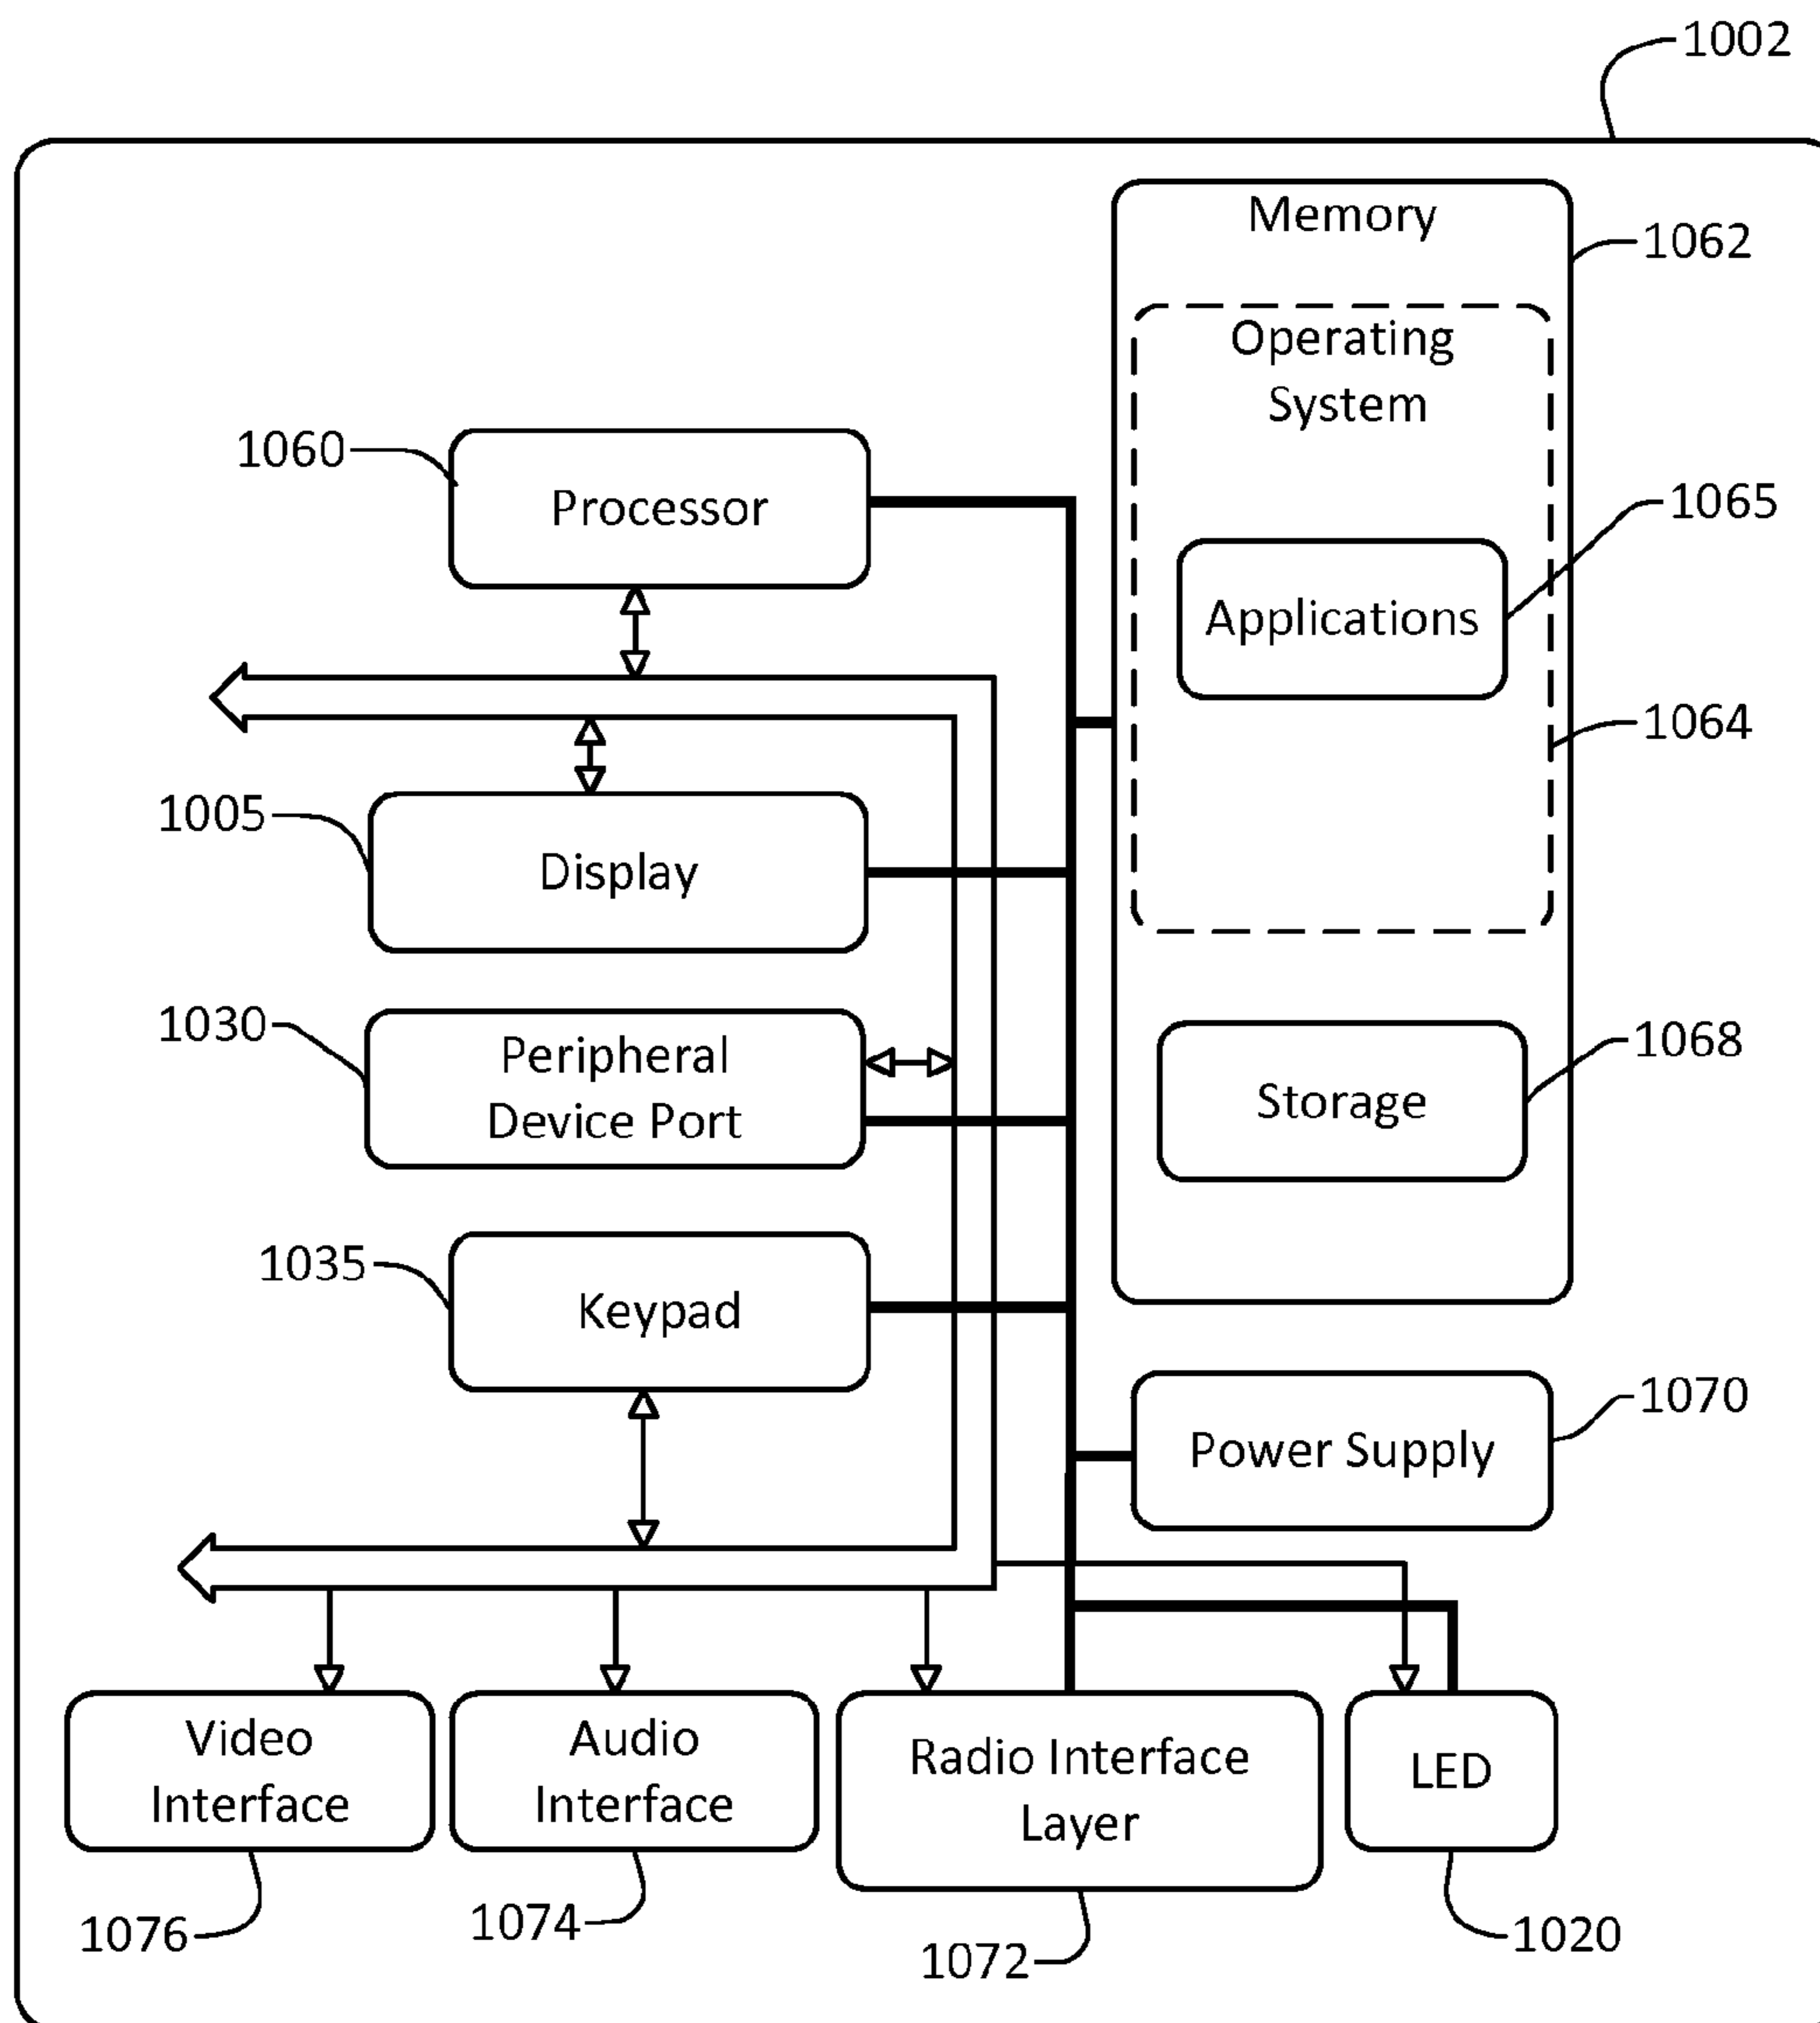 1002
Memory
1062
Operating
System
1060
Processor
1065
Applications
1064
1005
Display
1030
Peripheral
Device Port
1068
Storage
1035
Keypad
1070
Power Supply
Video
Interface
Audio
Interface
Radio Interface
Layer
LED
1076
1074
1072
1020